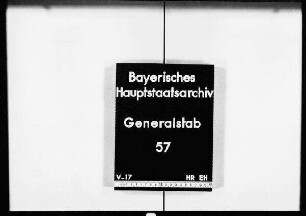 Bayerisches
Hauptstaatsarchiv
Generalstab
57
V-17 HR EH